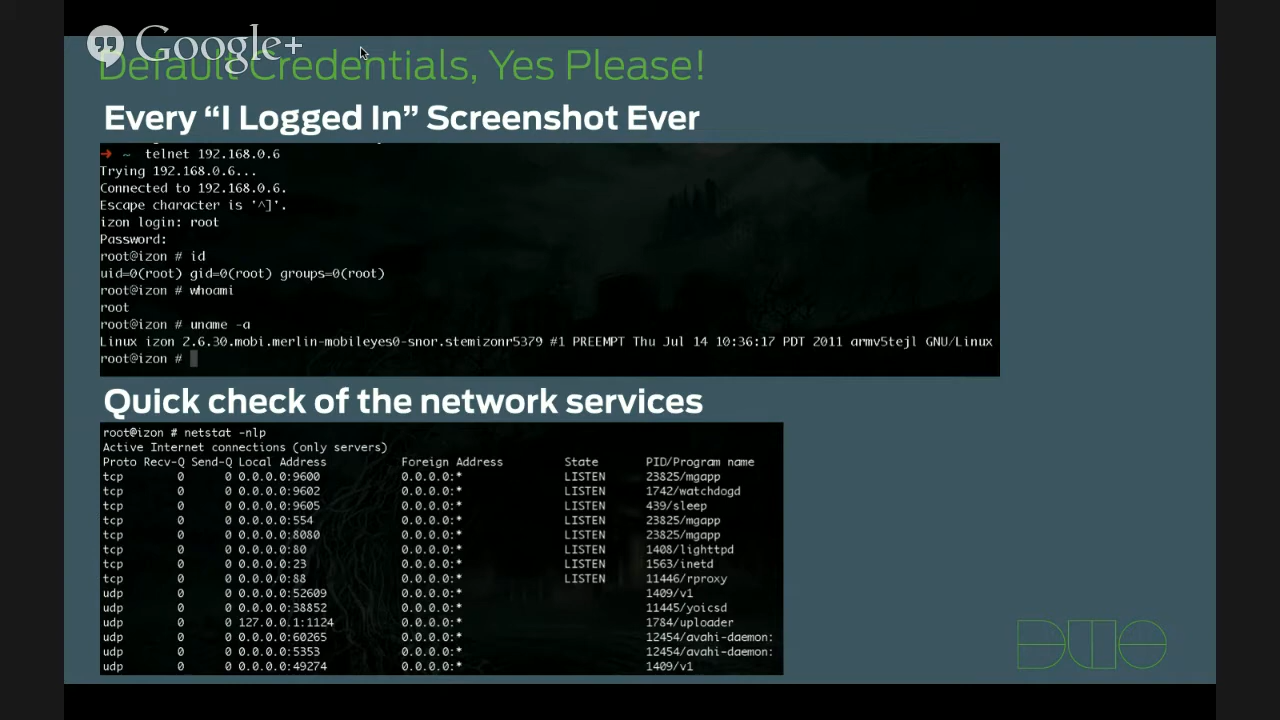 Google+
Default Credentials, Yes Please!
Every “I Logged In” Screenshot Ever
➜ ~ telnet 192.168.0.6
Trying 192.168.0.6...
Connected to 192.168.0.6.
Escape character is '^]'.
izon login: root
Password:
root@izon # id
uid=0(root) gid=0(root) groups=0(root)
root@izon # whoami
root
root@izon # uname -a
Linux izon 2.6.30.mobi.merlin-mobileyes0-snor.stemizonr5379 #1 PREEMPT Thu Jul 14 10:36:17 PDT 2011 armv5tejl GNU/Linux
root@izon #
Quick check of the network services
root@izon # netstat -nlp
Active Internet connections (only servers)
Proto Recv-Q Send-Q Local Address Foreign Address State PID/Program name
tcp 0 0 0.0.0.0:9600 0.0.0.0:* LISTEN 23825/mgapp
tcp 0 0 0.0.0.0:9602 0.0.0.0:* LISTEN 1742/watchdogd
tcp 0 0 0.0.0.0:9605 0.0.0.0:* LISTEN 439/sleep
tcp 0 0 0.0.0.0:554 0.0.0.0:* LISTEN 23825/mgapp
tcp 0 0 0.0.0.0:8080 0.0.0.0:* LISTEN 23825/mgapp
tcp 0 0 0.0.0.0:80 0.0.0.0:* LISTEN 1408/lighttpd
tcp 0 0 0.0.0.0:23 0.0.0.0:* LISTEN 1563/inetd
tcp 0 0 0.0.0.0:88 0.0.0.0:* LISTEN 11446/rproxy
udp 0 0 0.0.0.0:52609 0.0.0.0:* 1409/v1
udp 0 0 0.0.0.0:38852 0.0.0.0:* 11445/yoicsd
udp 0 0 127.0.0.1:1124 0.0.0.0:* 1784/uploader
udp 0 0 0.0.0.0:60265 0.0.0.0:* 12454/avahi-daemon:
udp 0 0 0.0.0.0:5353 0.0.0.0:* 12454/avahi-daemon:
udp 0 0 0.0.0.0:49274 0.0.0.0:* 1409/v1
DUO